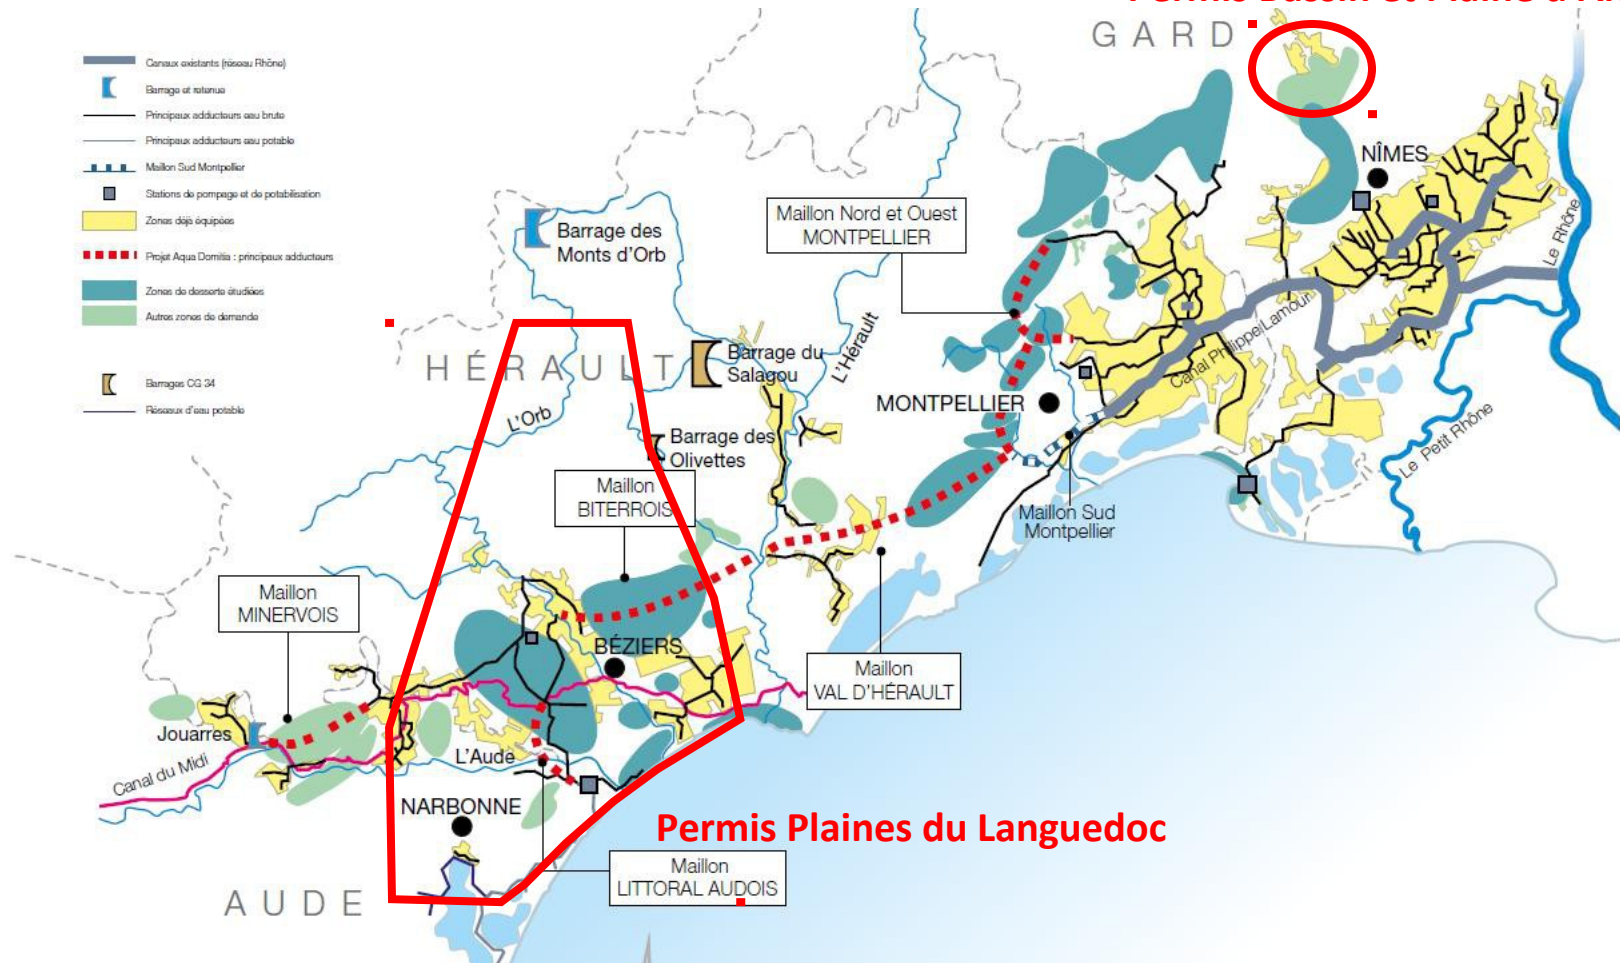 Permis Bassin et Plaine d'A
GARD
Canaux existants (réseau Rhône)
Barrage et retenue
Principaux adducteurs eau brute
Principaux adducteurs eau potable
Maillon Sud Montpellier
Stations de pompage et de potabilisation
Zones déjà équipées
Projet Aqua Domitia : principaux adducteurs
Zones de desserte étudiées
Autres zones de demande
Barrages CG 34
Réseaux d'eau potable
NÎMES
Maillon Nord et Ouest
MONTPELLIER
Barrage des
Monts d'Orb
Le Rhône
L'Hérault
Canal Philippe Lamour
HÉRAULT
Barrage du
Salagou
MONTPELLIER
L'Orb
Le Petit Rhône
Barrage des
Olivettes
Maillon
BITERROIS
Maillon Sud
Montpellier
Maillon
MINERVOIS
BÉZIERS
Maillon
VAL D'HÉRAULT
Jouarres
L'Aude
Canal du Midi
NARBONNE
Permis Plaines du Languedoc
Maillon
LITTORAL AUDOIS
AUDE